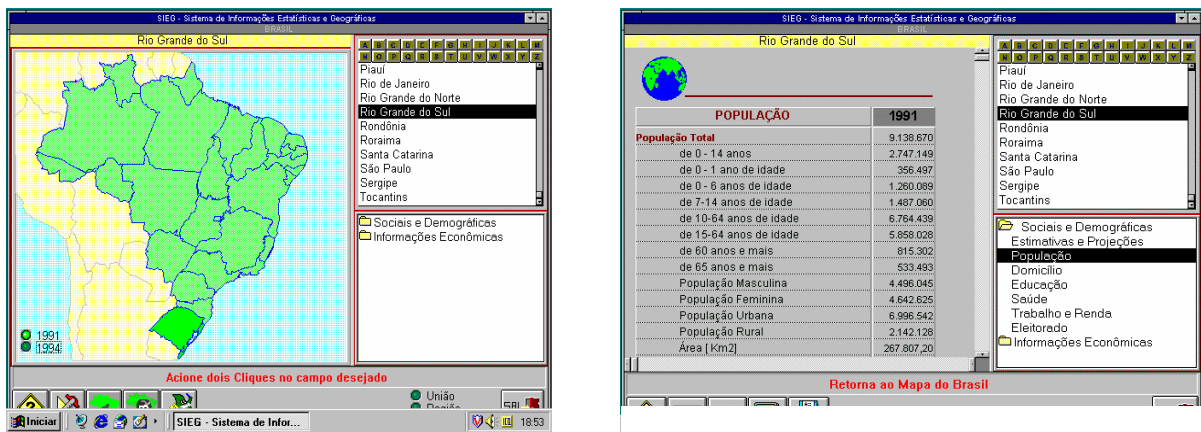 SIEG - Sistema de Informações Estatísticas e Geográficas
BRASIL
Rio Grande do Sul
A B C D E F G H I J K L M
N O P Q R S T U V W X Y Z
Piauí
Rio de Janeiro
Rio Grande do Norte
Rio Grande do Sul
Rondônia
Roraima
Santa Catarina
São Paulo
Sergipe
Tocantins
Sociais e Demográficas
Informações Econômicas
1991
1994
Acione dois Cliques no campo desejado
União
Região
Iniciar
SIEG - Sistema de Infor...
18:53
SIEG - Sistema de Informações Estatísticas e Geográficas
BRASIL
Rio Grande do Sul
POPULAÇÃO 1991
População Total 9.138.670
de 0 - 14 anos 2.747.149
de 0 - 1 ano de idade 356.497
de 0 - 6 anos de idade 1.260.089
de 7-14 anos de idade 1.487.060
de 10-64 anos de idade 6.764.439
de 15-64 anos de idade 5.858.028
de 60 anos e mais 815.302
de 65 anos e mais 533.493
População Masculina 4.496.045
População Feminina 4.642.625
População Urbana 6.996.542
População Rural 2.142.128
Área [ Km2] 267.807,20
A B C D E F G H I J K L M
N O P Q R S T U V W X Y Z
Piauí
Rio de Janeiro
Rio Grande do Norte
Rio Grande do Sul
Rondônia
Roraima
Santa Catarina
São Paulo
Sergipe
Tocantins
Sociais e Demográficas
Estimativas e Projeções
População
Domicílio
Educação
Saúde
Trabalho e Renda
Eleitorado
Informações Econômicas
Retorna ao Mapa do Brasil